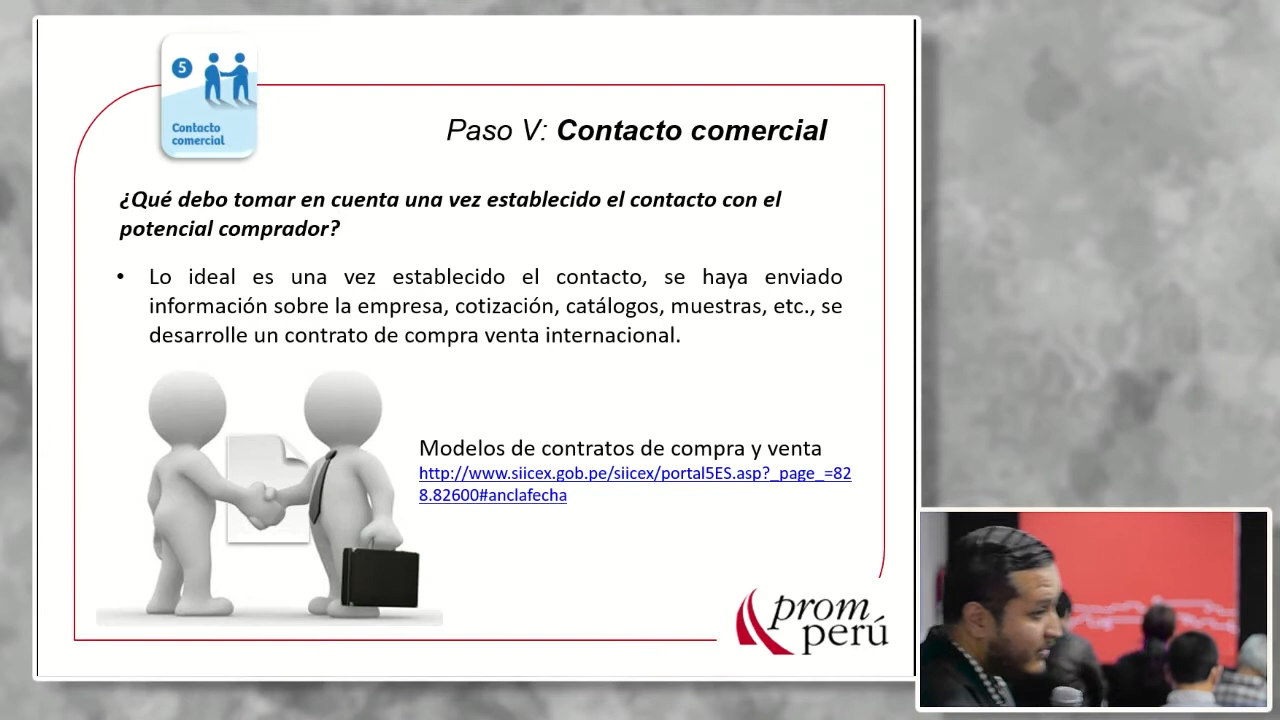 5
Contacto
comercial
Paso V: Contacto comercial
¿Qué debo tomar en cuenta una vez establecido el contacto con el
potencial comprador?
• Lo ideal es una vez establecido el contacto, se haya enviado
información sobre la empresa, cotización, catálogos, muestras, etc., se
desarrolle un contrato de compra venta internacional.
Modelos de contratos de compra y venta
http://www.siicex.gob.pe/siicex/portal5ES.asp?_page_=82
8.82600#anclafecha
prom
perú